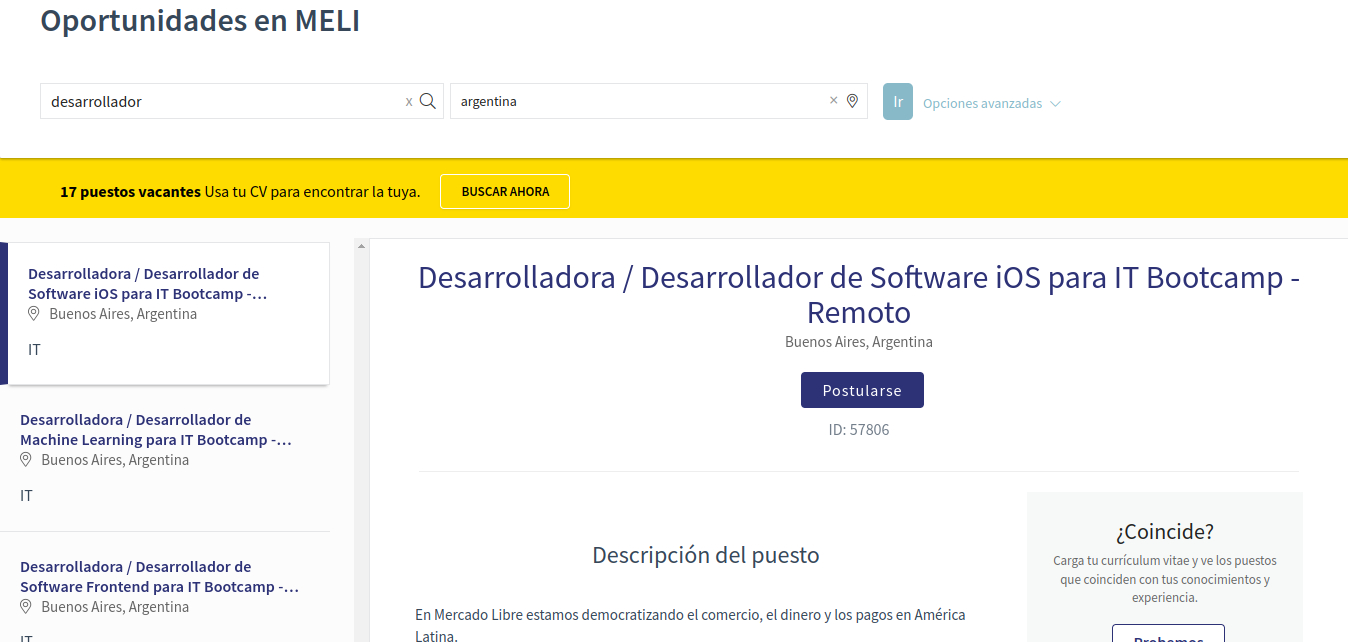 Oportunidades en MELI
desarrollador x
argentina ×
Ir
Opciones avanzadas
17 puestos vacantes Usa tu CV para encontrar la tuya.
BUSCAR AHORA
Desarrolladora / Desarrollador de
Software iOS para IT Bootcamp -…
Buenos Aires, Argentina
IT
Desarrolladora / Desarrollador de
Machine Learning para IT Bootcamp -…
Buenos Aires, Argentina
IT
Desarrolladora / Desarrollador de
Software Frontend para IT Bootcamp -…
Buenos Aires, Argentina
IT
Desarrolladora / Desarrollador de Software iOS para IT Bootcamp -
Remoto
Buenos Aires, Argentina
Postularse
ID: 57806
Descripción del puesto
En Mercado Libre estamos democratizando el comercio, el dinero y los pagos en América
Latina.
¿Coincide?
Carga tu currículum vitae y ve los puestos
que coinciden con tus conocimientos y
experiencia.
Probemos